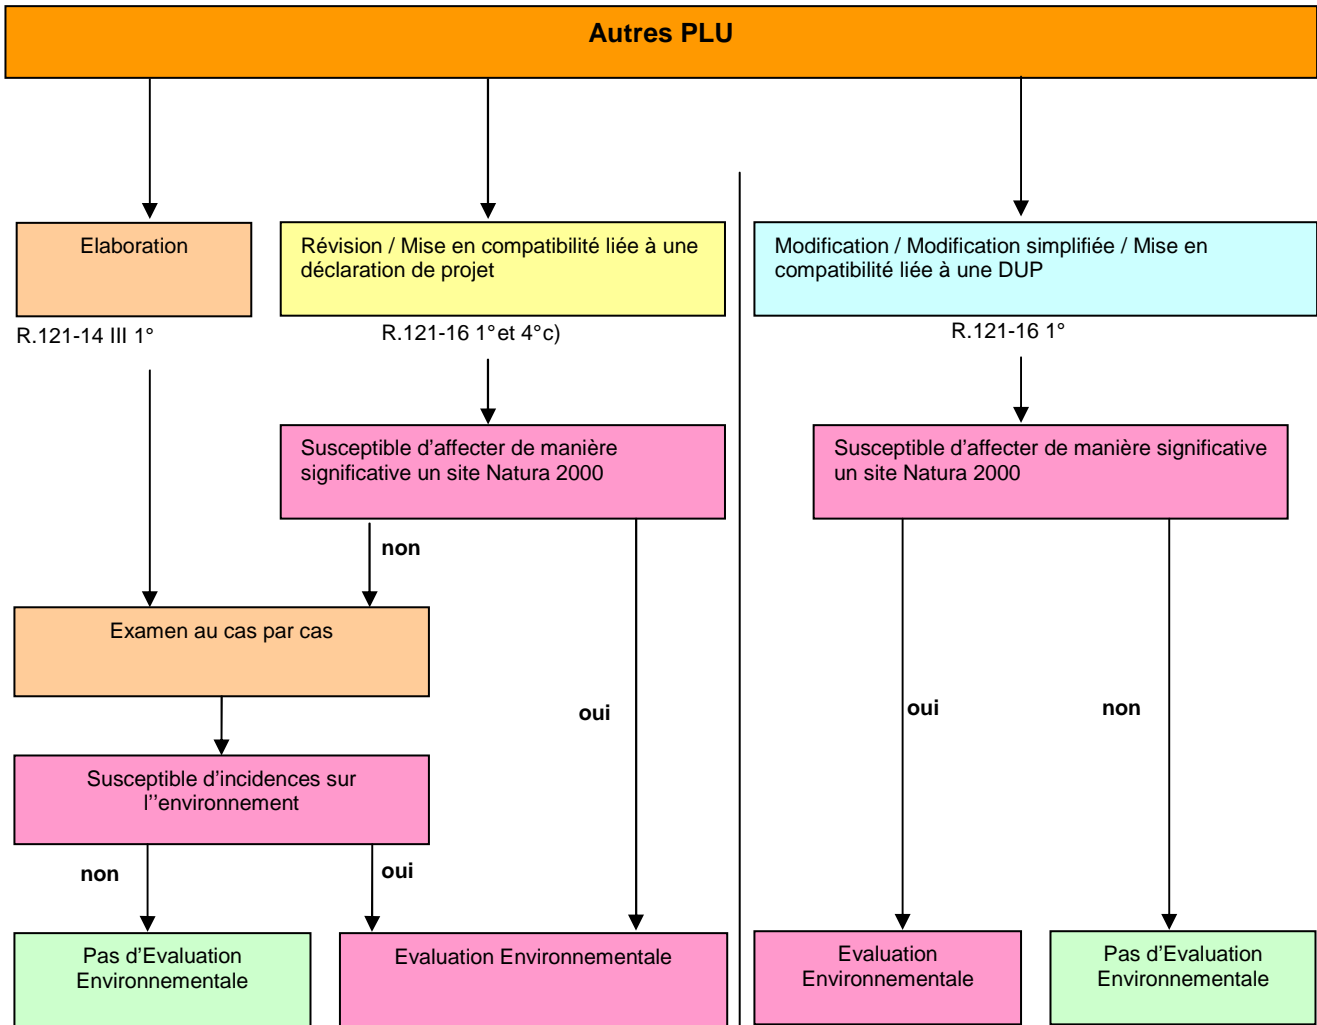 Autres PLU
Elaboration
R.121-14 III 1°
Révision / Mise en compatibilité liée à une
déclaration de projet
R.121-16 1°et 4°c)
Modification / Modification simplifiée / Mise en
compatibilité liée à une DUP
R.121-16 1°
Susceptible d'affecter de manière
significative un site Natura 2000
Susceptible d'affecter de manière significative
un site Natura 2000
non
Examen au cas par cas
oui
oui
non
Susceptible d'incidences sur
l''environnement
non
oui
Pas d'Evaluation
Environnementale
Evaluation Environnementale
Evaluation
Environnementale
Pas d'Evaluation
Environnementale